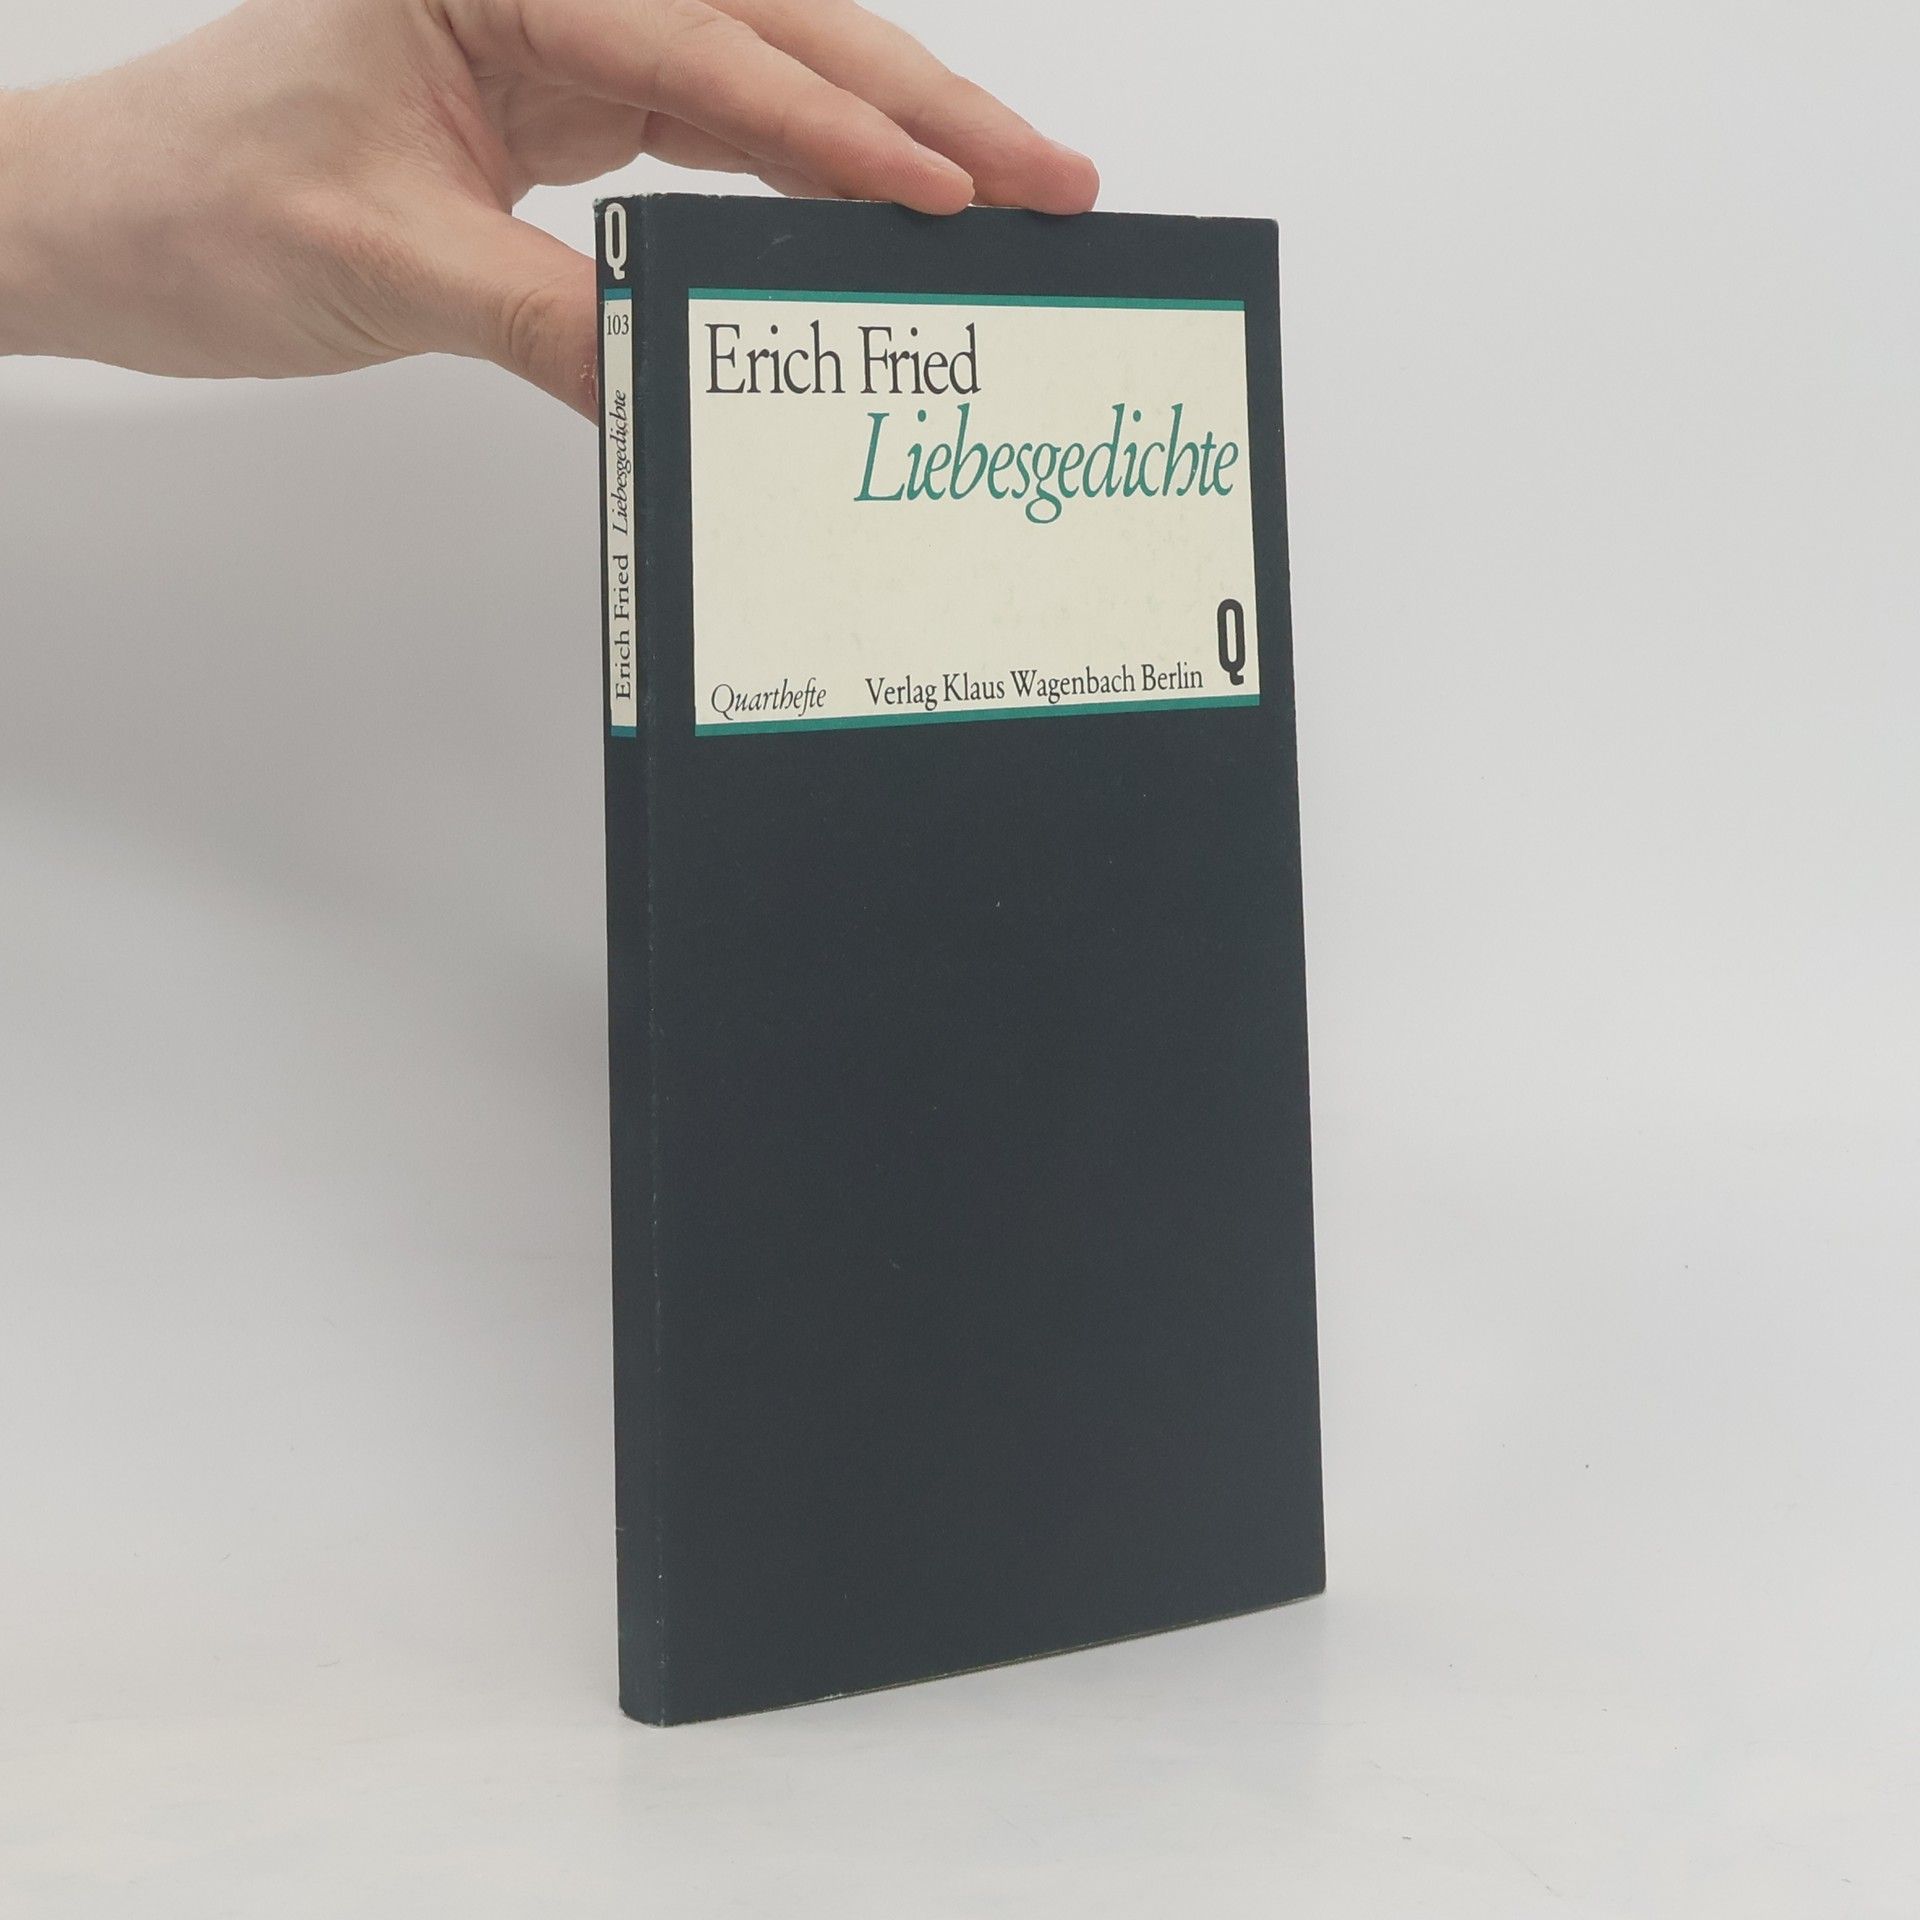 Q
103
Erich Fried Liebesgedichte
Erich Fried
Liebesgedichte
Q
Quarthefte Verlag Klaus Wagenbach Berlin